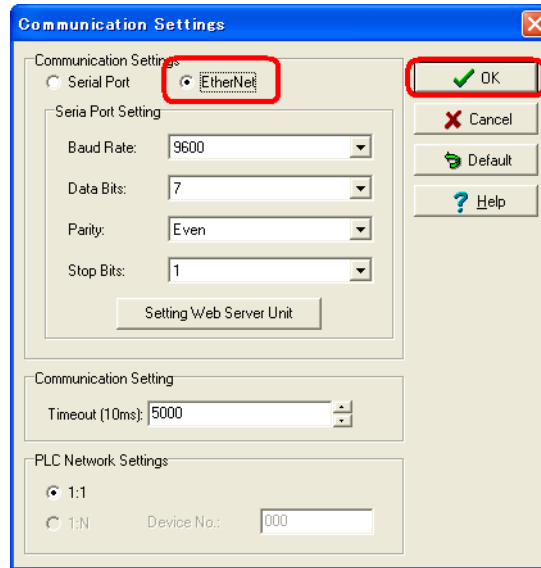 Communication Settings
Communication Settings
Serial Port
EtherNet
Seria Port Setting
Baud Rate: 9600
Data Bits: 7
Parity: Even
Stop Bits: 1
Setting Web Server Unit
Communication Setting
Timeout (10ms): 5000
PLC Network Settings
1:1
1:N Device No.: 000
OK
Cancel
Default
Help